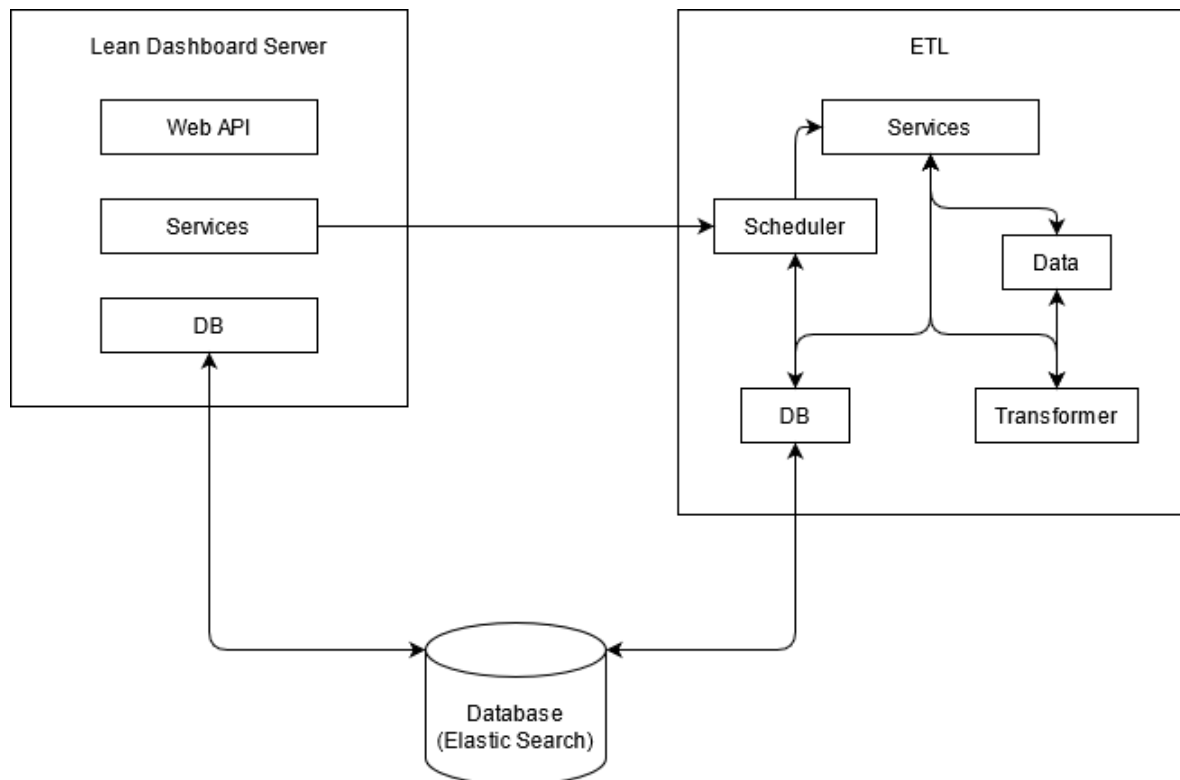 Lean Dashboard Server
Web API
Services
DB
ETL
Services
Scheduler
Data
DB
Transformer
Database
(Elastic Search)